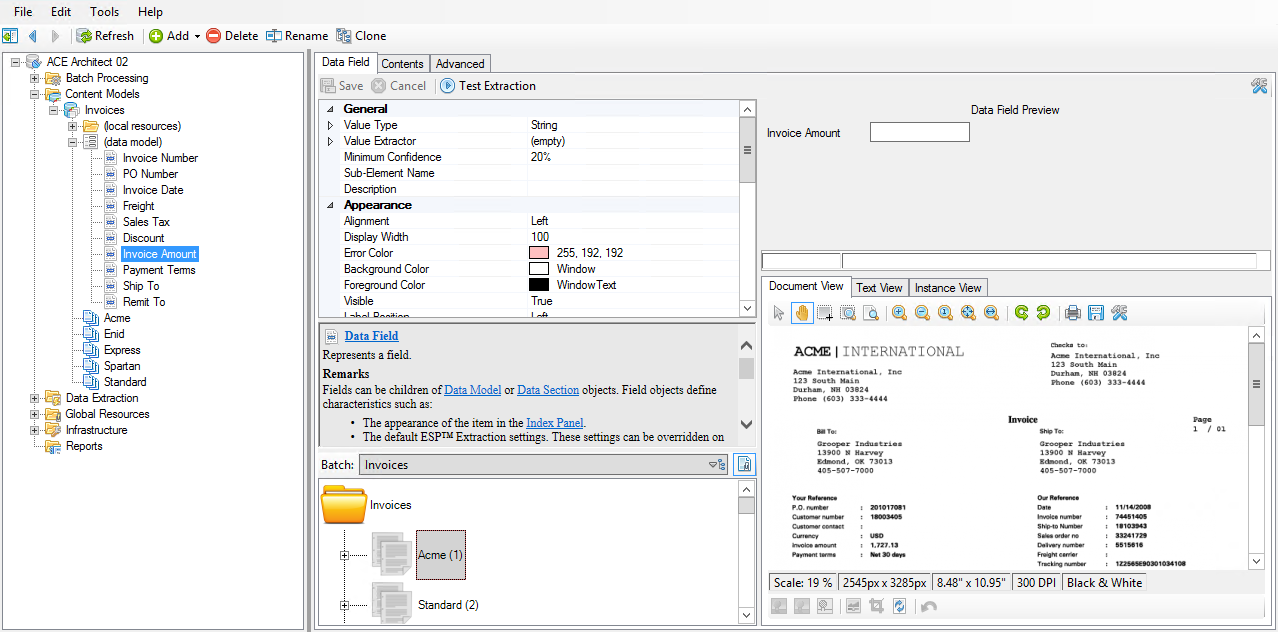 File Edit Tools Help
Refresh Add Delete Rename Clone
ACE Architect 02
Batch Processing
Content Models
Invoices
(local resources)
(data model)
Invoice Number
PO Number
Invoice Date
Freight
Sales Tax
Discount
Invoice Amount
Payment Terms
Ship To
Remit To
Acme
Enid
Express
Spartan
Standard
Data Extraction
Global Resources
Infrastructure
Reports
Data Field Contents Advanced
Save Cancel Test Extraction
General
Value Type String
Value Extractor (empty)
Minimum Confidence 20%
Sub-Element Name
Description
Appearance
Alignment Left
Display Width 100
Error Color 255, 192, 192
Background Color Window
Foreground Color WindowText
Visible True
Label Position Left
Data Field
Represents a field.
Remarks
Fields can be children of Data Model or Data Section objects. Field objects define
characteristics such as:
• The appearance of the item in the Index Panel.
• The default ESP™ Extraction settings. These settings can be overridden on
Batch: Invoices
Invoices
Acme (1)
Standard (2)
Data Field Preview
Invoice Amount
Document View Text View Instance View
ACME | INTERNATIONAL
Acme International, Inc
123 South Main
Durham, NH 03824
Phone (603) 333-4444
Checks to:
Acme International, Inc
123 South Main
Durham, NH 03824
Phone (603) 333-4444
Invoice
Page
1 / 01
Bill To:
Grooper Industries
13900 N Harvey
Edmond, OK 73013
405-507-7000
Ship To:
Grooper Industries
13900 N Harvey
Edmond, OK 73013
405-507-7000
Your Reference
P.O. number : 201017081
Customer number : 18003405
Customer contact :
Currency : USD
Invoice amount : 1,727.13
Payment terms : Net 30 days
Our Reference
Date : 11/14/2008
Invoice number : 74451405
Ship-to Number : 18103943
Sales order no : 33241729
Delivery number : 5515616
Freight carrier :
Tracking number : 1Z2565E90301034108
Scale: 19 % 2545px x 3285px 8.48" x 10.95" 300 DPI Black & White